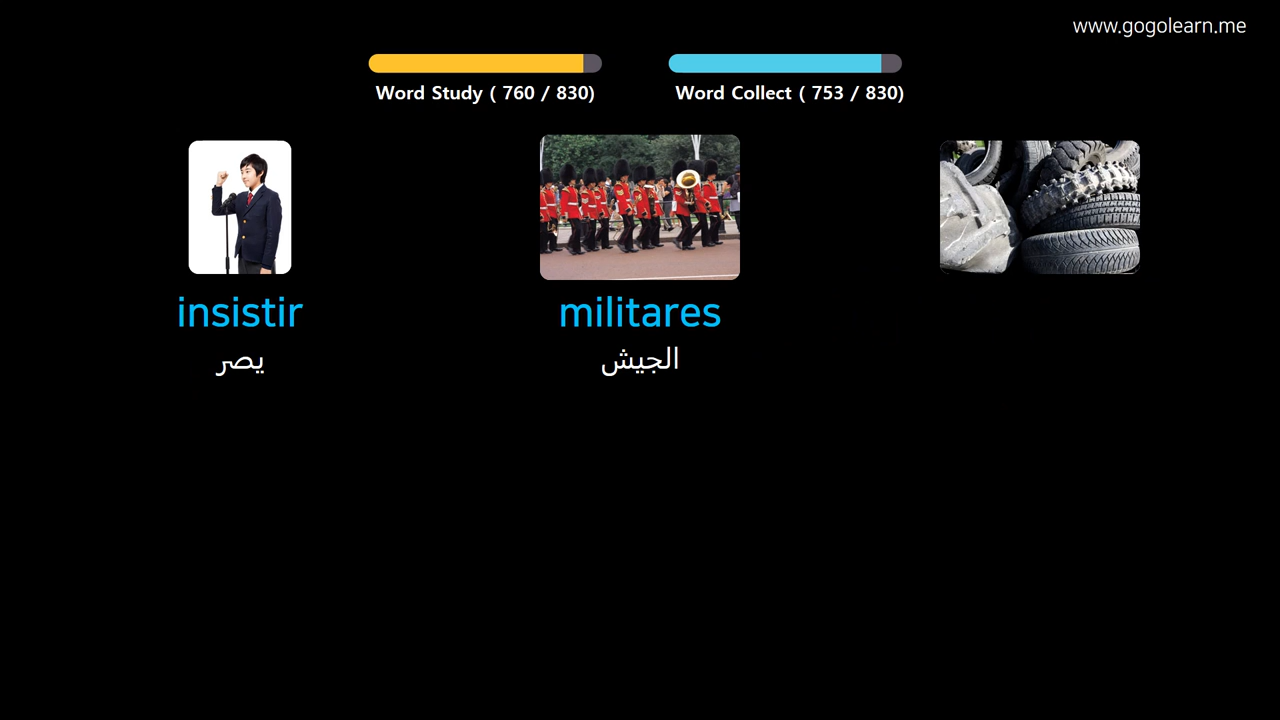 www.gogolearn.me
Word Study ( 760 / 830)
Word Collect ( 753 / 830)
insistir
يصر
militares
الجيش